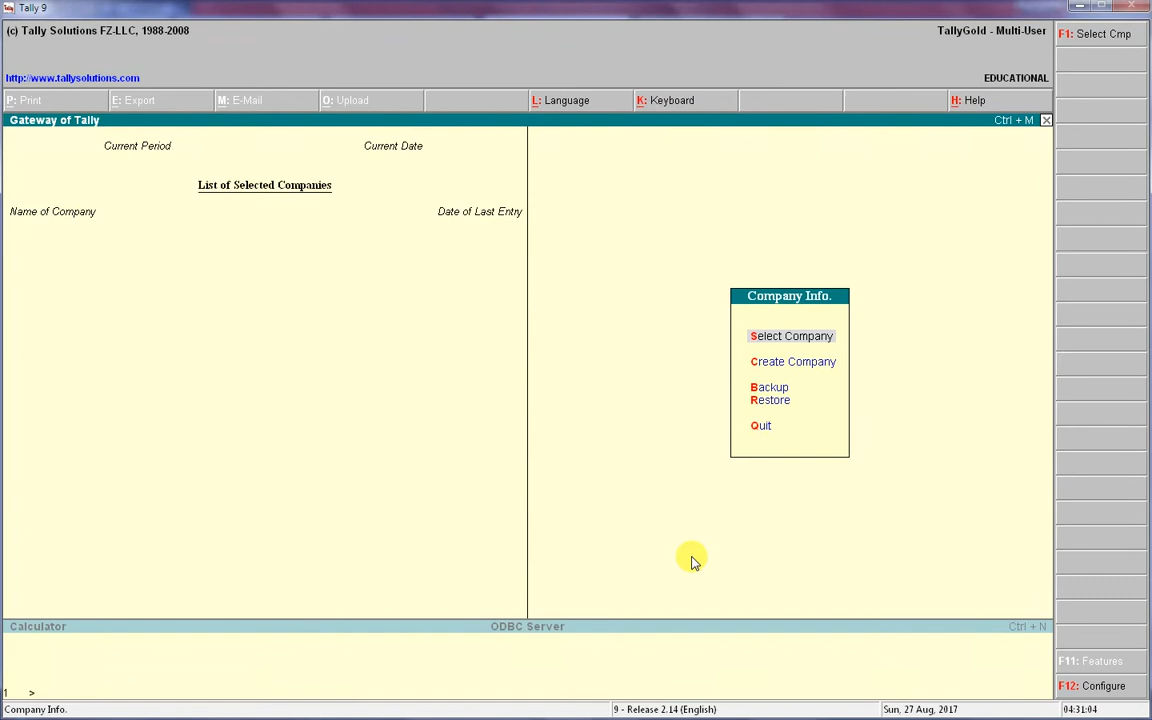 Tally 9
(c) Tally Solutions FZ-LLC, 1988-2008
TallyGold - Multi-User
F1: Select Cmp
http://www.tallysolutions.com
EDUCATIONAL
P: Print
E: Export
M: E-Mail
O: Upload
L: Language
K: Keyboard
H: Help
Gateway of Tally
Ctrl + M
Current Period
Current Date
List of Selected Companies
Name of Company
Date of Last Entry
Company Info.
Select Company
Create Company
Backup
Restore
Quit
Calculator
ODBC Server
Ctrl + N
F11: Features
F12: Configure
1 >
Company Info.
9 - Release 2.14 (English)
Sun, 27 Aug, 2017
04:31:04